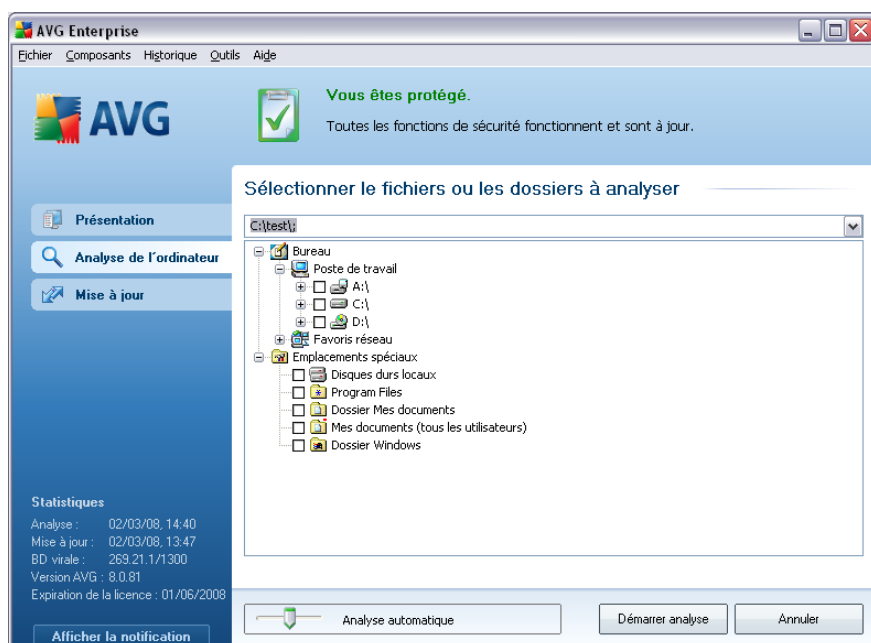 AVG Enterprise
Fichier Composants Historique Outils Aide
AVG
Vous êtes protégé.
Toutes les fonctions de sécurité fonctionnent et sont à jour.
Présentation
Analyse de l'ordinateur
Mise à jour
Sélectionner le fichiers ou les dossiers à analyser
C:\test\;
Bureau
Poste de travail
A:\
C:\
D:\
Favoris réseau
Emplacements spéciaux
Disques durs locaux
Program Files
Dossier Mes documents
Mes documents (tous les utilisateurs)
Dossier Windows
Statistiques
Analyse : 02/03/08, 14:40
Mise à jour : 02/03/08, 13:47
BD virale : 269.21.1/1300
Version AVG : 8.0.81
Expiration de la licence : 01/06/2008
Afficher la notification
Analyse automatique
Démarrer analyse
Annuler